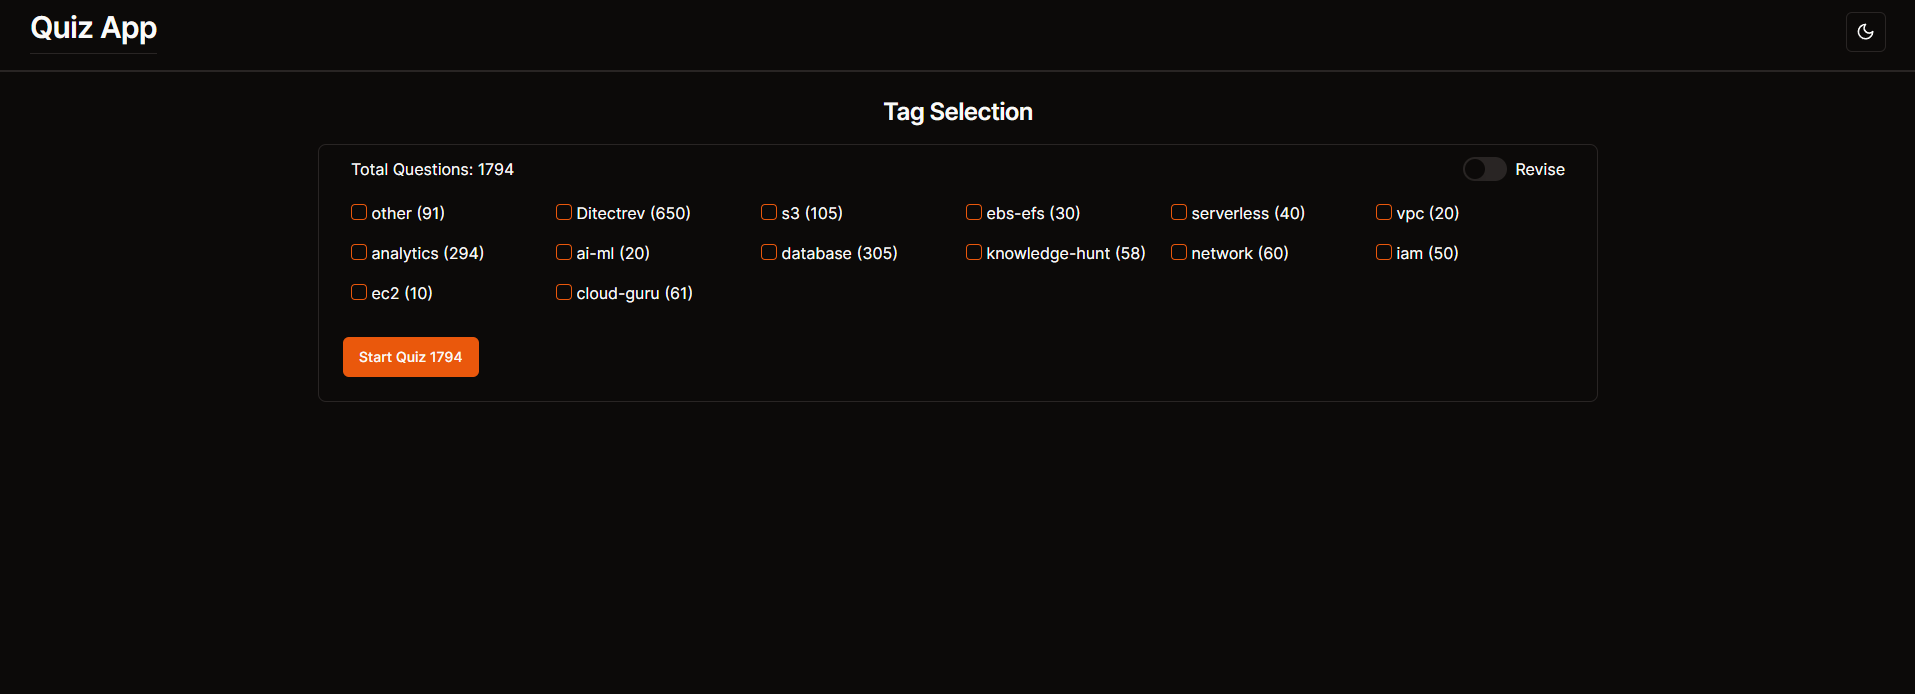 Quiz App
Tag Selection
Total Questions: 1794
Revise
other (91)
Ditectrev (650)
s3 (105)
ebs-efs (30)
serverless (40)
vpc (20)
analytics (294)
ai-ml (20)
database (305)
knowledge-hunt (58)
network (60)
iam (50)
ec2 (10)
cloud-guru (61)
Start Quiz 1794